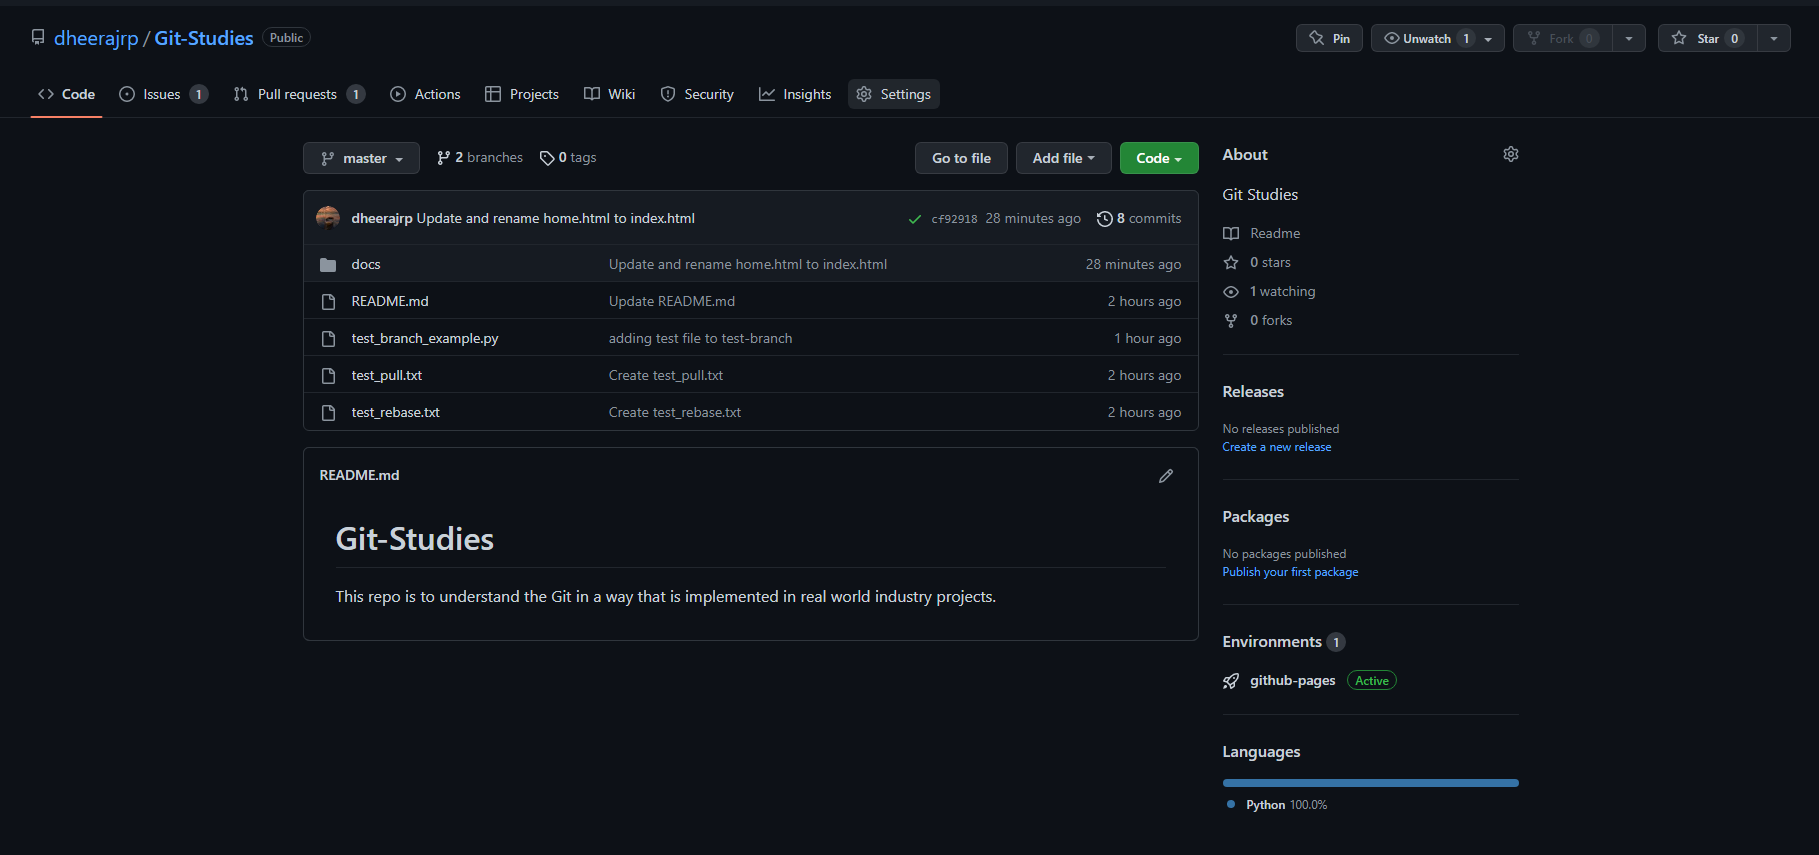 dheerajrp / Git-Studies Public
Pin Unwatch 1 Fork 0 Star 0
Code Issues 1 Pull requests 1 Actions Projects Wiki Security Insights Settings
master 2 branches 0 tags Go to file Add file Code
dheerajrp Update and rename home.html to index.html cf92918 28 minutes ago 8 commits
docs Update and rename home.html to index.html 28 minutes ago
README.md Update README.md 2 hours ago
test_branch_example.py adding test file to test-branch 1 hour ago
test_pull.txt Create test_pull.txt 2 hours ago
test_rebase.txt Create test_rebase.txt 2 hours ago
README.md
Git-Studies
This repo is to understand the Git in a way that is implemented in real world industry projects.
About
Git Studies
Readme
0 stars
1 watching
0 forks
Releases
No releases published
Create a new release
Packages
No packages published
Publish your first package
Environments 1
github-pages Active
Languages
Python 100.0%